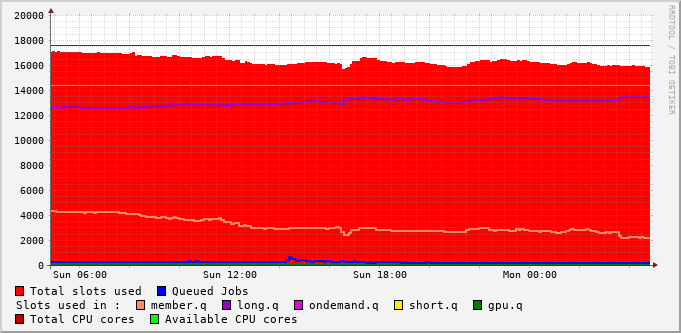 20000
18000
16000
14000
12000
10000
8000
6000
4000
2000
0
Sun 06:00 Sun 12:00 Sun 18:00 Mon 00:00
RRDTOOL / TOBI OETIKER
Total slots used Queued Jobs
Slots used in : member.q long.q ondemand.q short.q gpu.q
Total CPU cores Available CPU cores